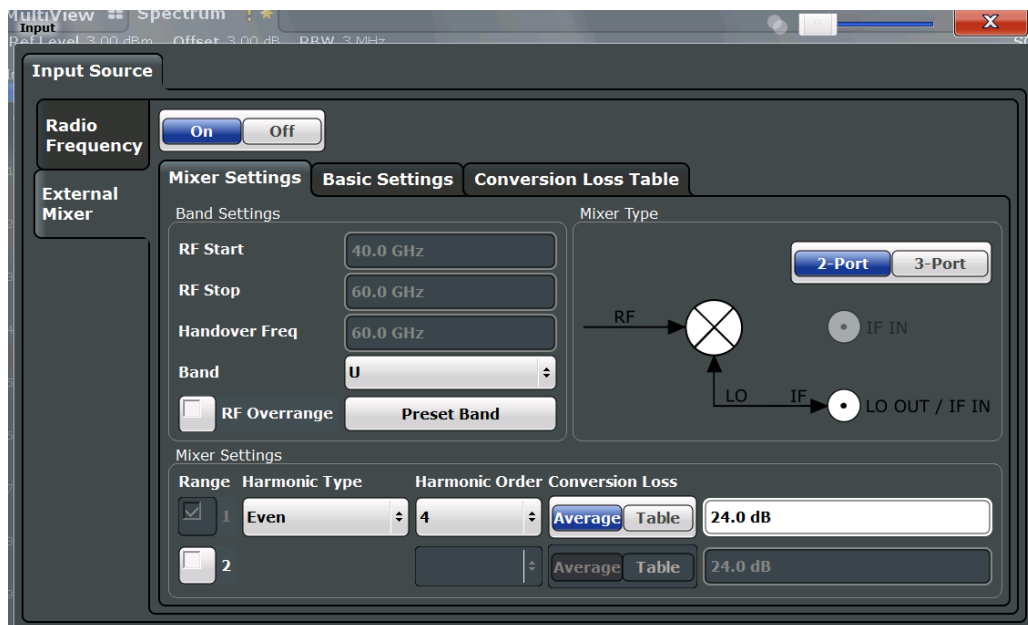 MultiView Spectrum !
Input
Ref Level 3.00 dBm Offset 3.00 dB RBW 3 MHz
X
Input Source
Radio Frequency
On Off
External Mixer
Mixer Settings Basic Settings Conversion Loss Table
Band Settings
RF Start 40.0 GHz
RF Stop 60.0 GHz
Handover Freq 60.0 GHz
Band U
RF Overrange Preset Band
Mixer Type
2-Port 3-Port
RF
IF IN
LO IF LO OUT / IF IN
Mixer Settings
Range Harmonic Type Harmonic Order Conversion Loss
1 Even 4 Average Table 24.0 dB
2 Average Table 24.0 dB